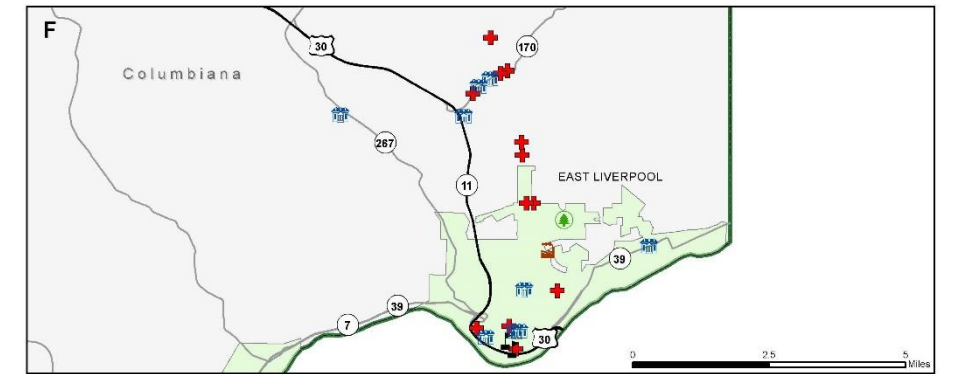 F
30
170
Columbiana
267
11
EAST LIVERPOOL
39
39
7
30
0 2.5 5
Miles